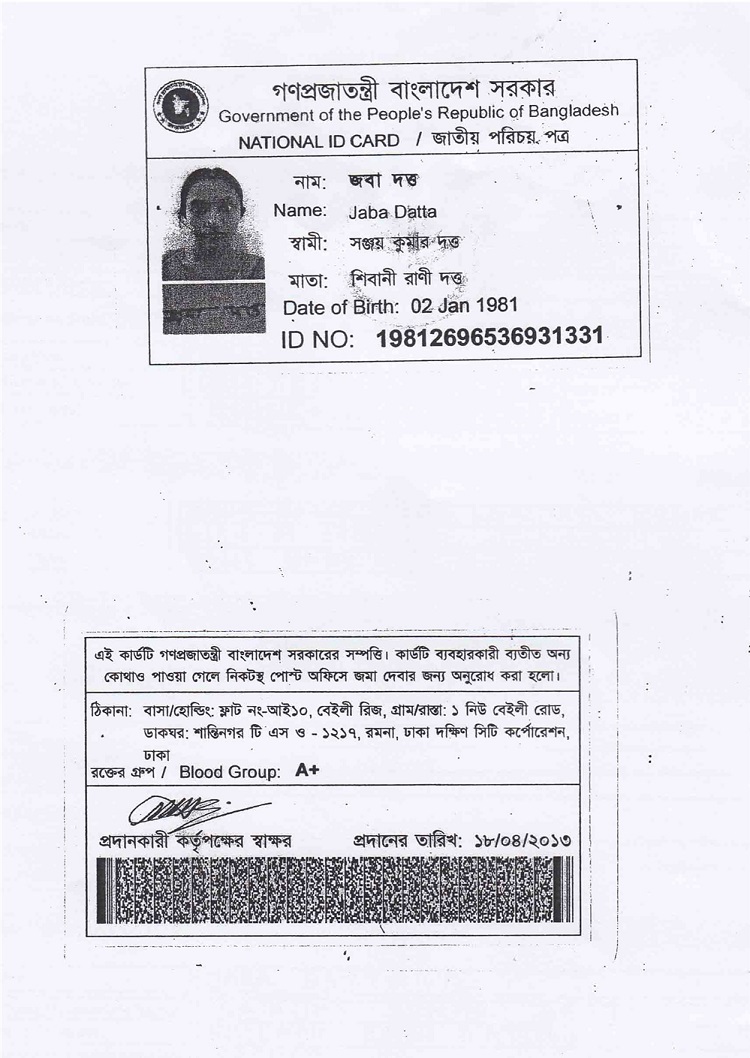 গণপ্রজাতন্ত্রী বাংলাদেশ সরকার
Government of the People's Republic of Bangladesh
NATIONAL ID CARD / জাতীয় পরিচয় পত্র
নাম: জবা দত্ত
Name: Jaba Datta
স্বামী: সঞ্জয় কুমার দত্ত
মাতা: শিবানী রাণী দত্ত
Date of Birth: 02 Jan 1981
ID NO: 19812696536931331
এই কার্ডটি গণপ্রজাতন্ত্রী বাংলাদেশ সরকারের সম্পত্তি। কার্ডটি ব্যবহারকারী ব্যতীত অন্য
কোথাও পাওয়া গেলে নিকটস্থ পোস্ট অফিসে জমা দেবার জন্য অনুরোধ করা হলো।
ঠিকানা: বাসা/হোল্ডিং: ফ্লাট নং-আই১০, বেইলী রিজ, গ্রাম/রাস্তা: ১ নিউ বেইলী রোড,
ডাকঘর: শান্তিনগর টি এস ও - ১২১৭, রমনা, ঢাকা দক্ষিণ সিটি কর্পোরেশন,
ঢাকা
রক্তের গ্রুপ / Blood Group: A+
প্রদানকারী কর্তৃপক্ষের স্বাক্ষর প্রদানের তারিখ: ১৮/০৪/২০১৩